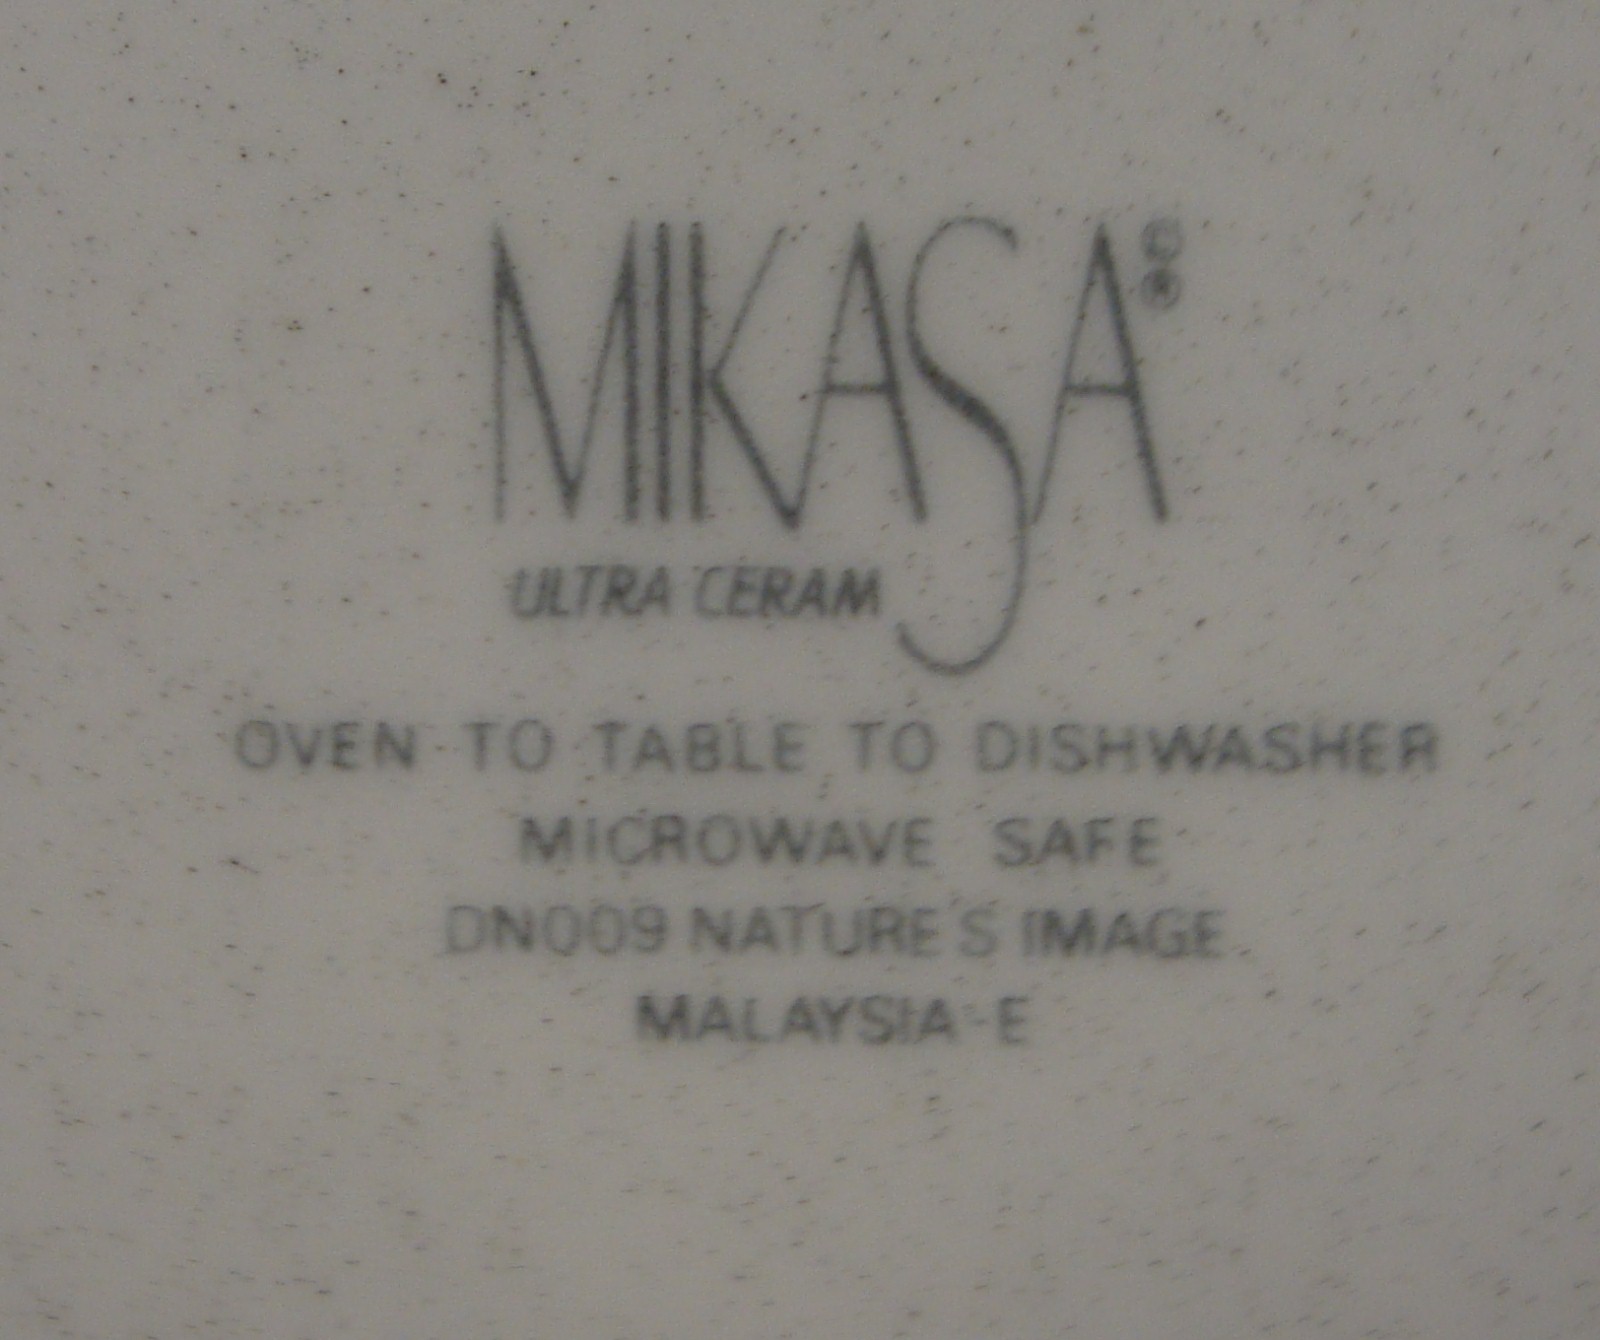 MIKASA©®
ULTRA CERAM
OVEN TO TABLE TO DISHWASHER
MICROWAVE SAFE
DN009 NATURE'S IMAGE
MALAYSIA-E